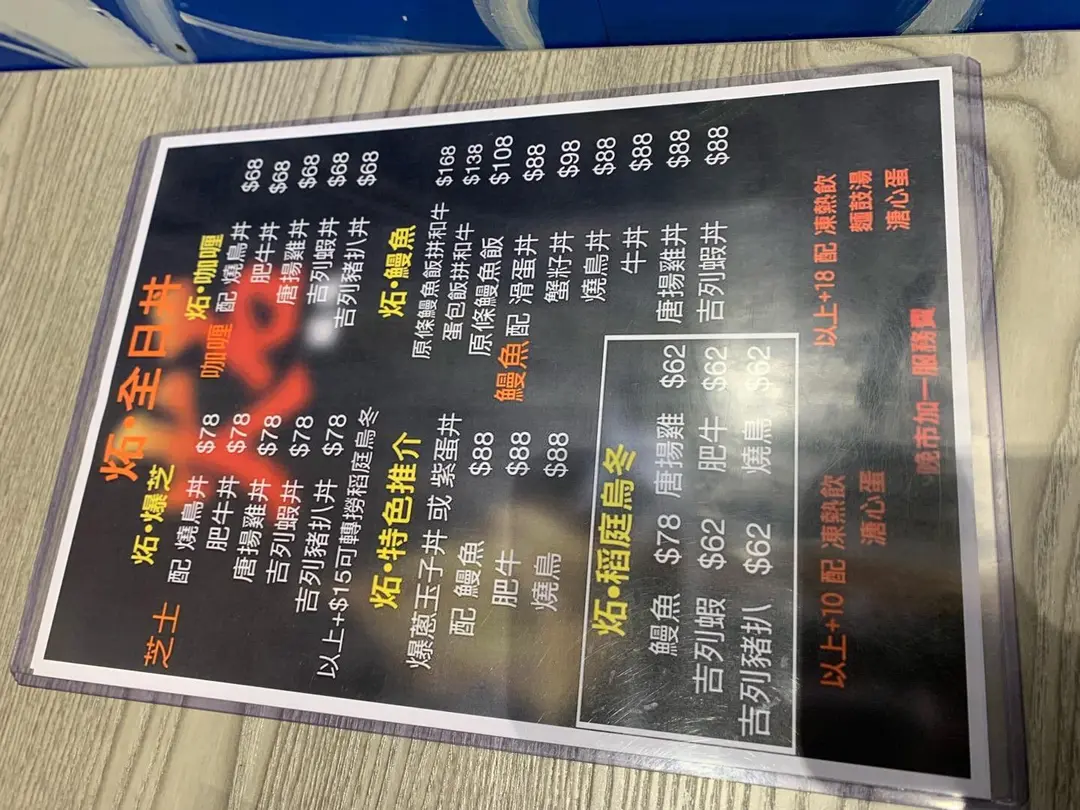 炻•全日丼
炻•爆芝
芝士 配 燒鳥丼 $78
肥牛丼 $78
唐揚雞丼 $78
吉列蝦丼 $78
吉列豬扒丼 $78
以上+$15可轉撈稻庭烏冬
炻•特色推介
爆蔥玉子丼 或 紫蛋丼
配 鰻魚 $88
肥牛 $88
燒鳥 $88
炻•咖喱
咖喱 配 燒鳥丼 $68
肥牛丼 $68
唐揚雞丼 $68
吉列蝦丼 $68
吉列豬扒丼 $68
炻•鰻魚
原條鰻魚飯拼和牛 $168
蛋包飯拼和牛 $138
原條鰻魚飯 $108
鰻魚 配 滑蛋丼 $88
蟹籽丼 $98
燒鳥丼 $88
牛丼 $88
唐揚雞丼 $88
吉列蝦丼 $88
炻•稻庭烏冬
鰻魚 $78 唐揚雞 $62
吉列蝦 $62 肥牛 $62
吉列豬扒 $62 燒鳥 $62
以上+10 配 凍熱飲
溏心蛋
以上+18 配 凍熱飲
麵鼓湯
溏心蛋
晚市加一服務費